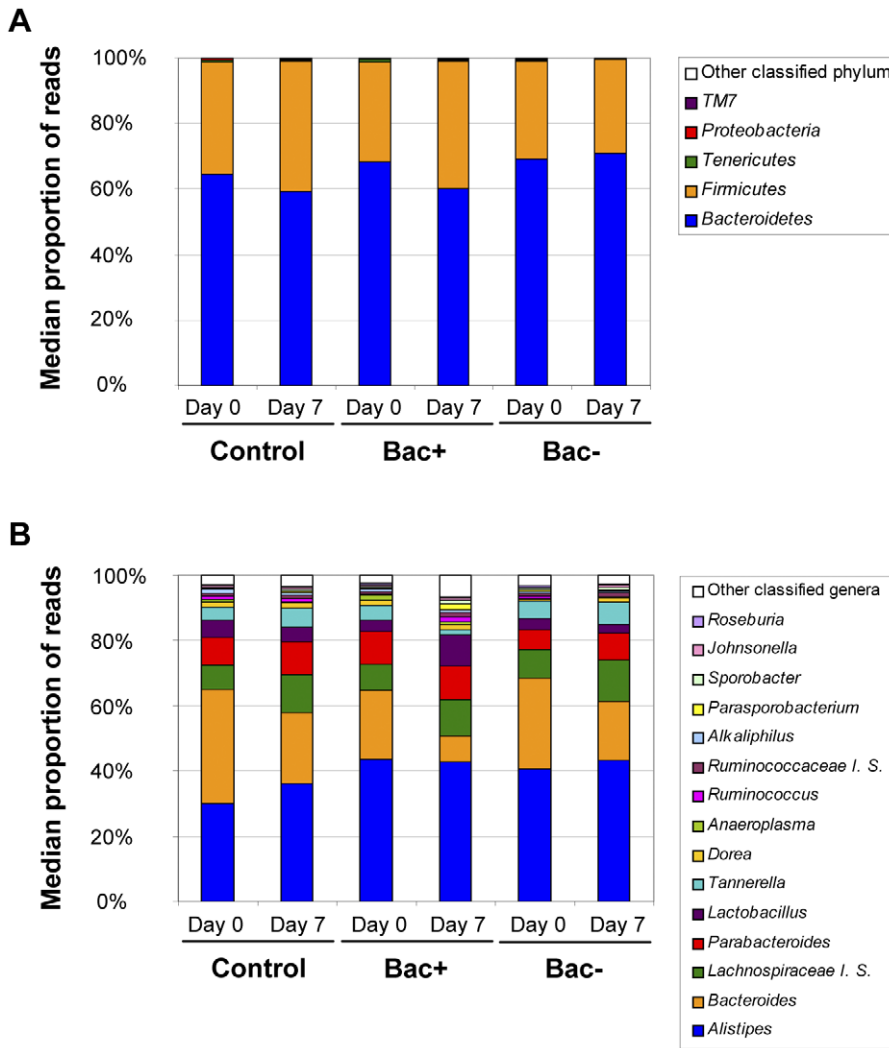 A
Median proportion of reads
100%
80%
60%
40%
20%
0%
Day 0 Day 7 Day 0 Day 7 Day 0 Day 7
Control Bac+ Bac-
Other classified phylum
TM7
Proteobacteria
Tenericutes
Firmicutes
Bacteroidetes
B
Median proportion of reads
100%
80%
60%
40%
20%
0%
Day 0 Day 7 Day 0 Day 7 Day 0 Day 7
Control Bac+ Bac-
Other classified genera
Roseburia
Johnsonella
Sporobacter
Parasporobacterium
Alkaliphilus
Ruminococcaceae I. S.
Ruminococcus
Anaeroplasma
Dorea
Tannerella
Lactobacillus
Parabacteroides
Lachnospiraceae I. S.
Bacteroides
Alistipes